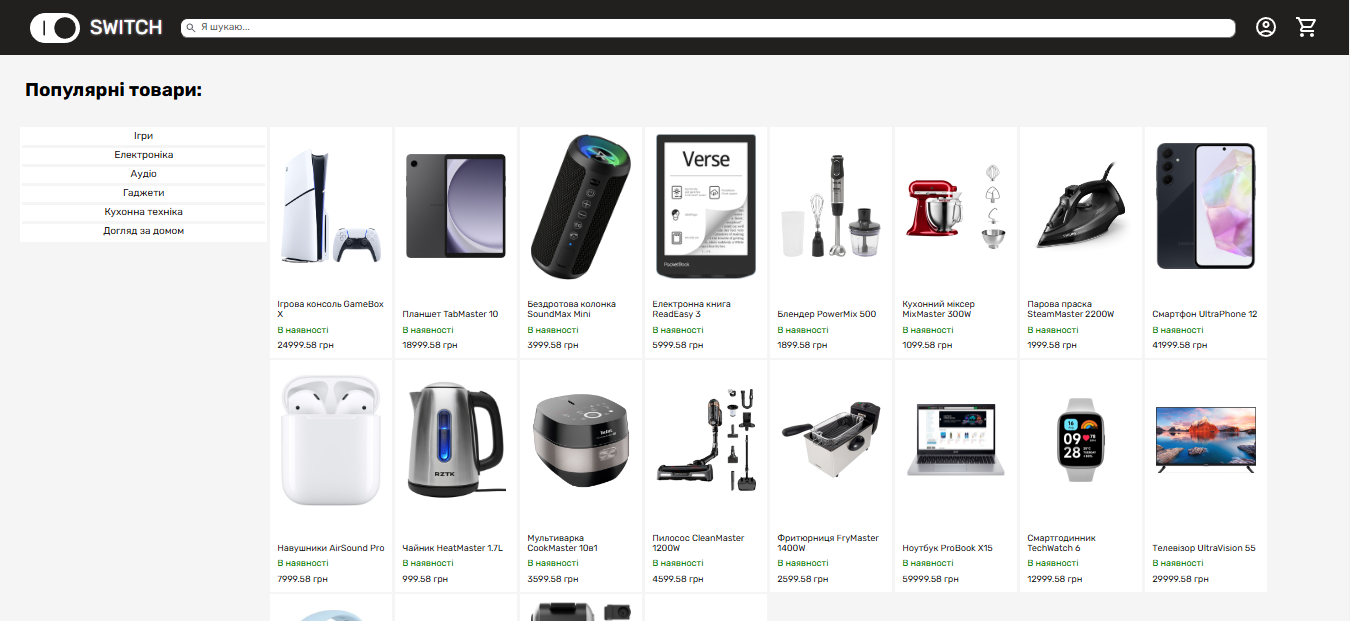 SWITCH
Я шукаю...
Популярні товари:
Ігри
Електроніка
Аудіо
Гаджети
Кухонна техніка
Догляд за домом
Verse
PocketBook
Ігрова консоль GameBox
X
В наявності
24999.58 грн
Планшет TabMaster 10
В наявності
18999.58 грн
Бездротова колонка
SoundMax Mini
В наявності
3999.58 грн
Електронна книга
ReadEasy 3
В наявності
5999.58 грн
Блендер PowerMix 500
В наявності
1899.58 грн
Кухонний міксер
MixMaster 300W
В наявності
1099.58 грн
Парова праска
SteamMaster 2200W
В наявності
1999.58 грн
Смартфон UltraPhone 12
В наявності
41999.58 грн
RZTK
Tefal
09
28
Навушники AirSound Pro
В наявності
7999.58 грн
Чайник HeatMaster 1.7L
В наявності
999.58 грн
Мультиварка
CookMaster 10в1
В наявності
3599.58 грн
Пилосос CleanMaster
1200W
В наявності
4599.58 грн
Фритюрниця FryMaster
1400W
В наявності
2599.58 грн
Ноутбук ProBook X15
В наявності
59999.58 грн
Смартгодинник
TechWatch 6
В наявності
12999.58 грн
Телевізор UltraVision 55
В наявності
29999.58 грн